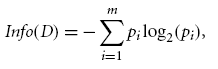 Info(D) = − ∑_{i=1}^{m} p_i log_2(p_i),